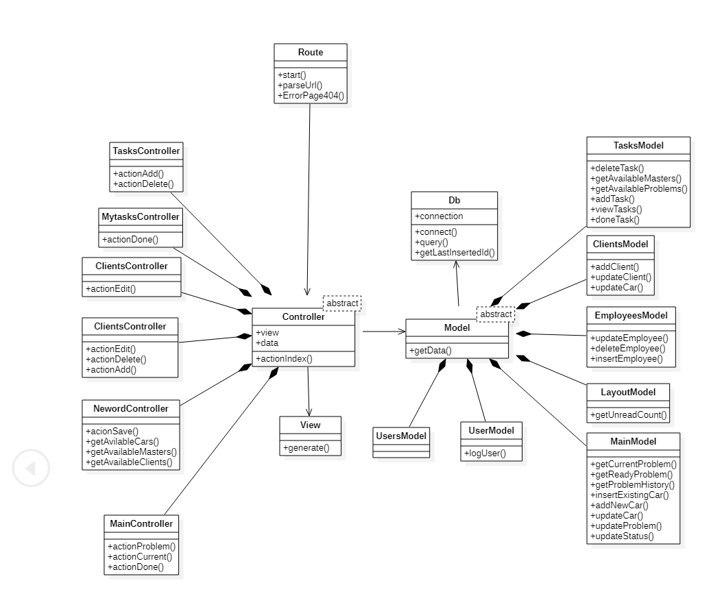 Route
+start()
+parseUrl()
+ErrorPage404()
TasksController
+actionAdd()
+actionDelete()
MytasksController
+actionDone()
ClientsController
+actionEdit()
ClientsController
+actionEdit()
+actionDelete()
+actionAdd()
NewordController
+acionSave()
+getAvilableCars()
+getAvailableMasters()
+getAvailableClients()
MainController
+actionProblem()
+actionCurrent()
+actionDone()
abstract
Controller
+view
+data
+actionIndex()
View
+generate()
Db
+connection
+connect()
+query()
+getLastInsertedId()
abstract
Model
+getData()
UsersModel
UserModel
+logUser()
TasksModel
+deleteTask()
+getAvailableMasters()
+getAvailableProblems()
+addTask()
+viewTasks()
+doneTask()
ClientsModel
+addClient()
+updateClient()
+updateCar()
EmployeesModel
+updateEmployee()
+deleteEmployee()
+insertEmployee()
LayoutModel
+getUnreadCount()
MainModel
+getCurrentProblem()
+getReadyProblem()
+getProblemHistory()
+insertExistingCar()
+addNewCar()
+updateCar()
+updateProblem()
+updateStatus()